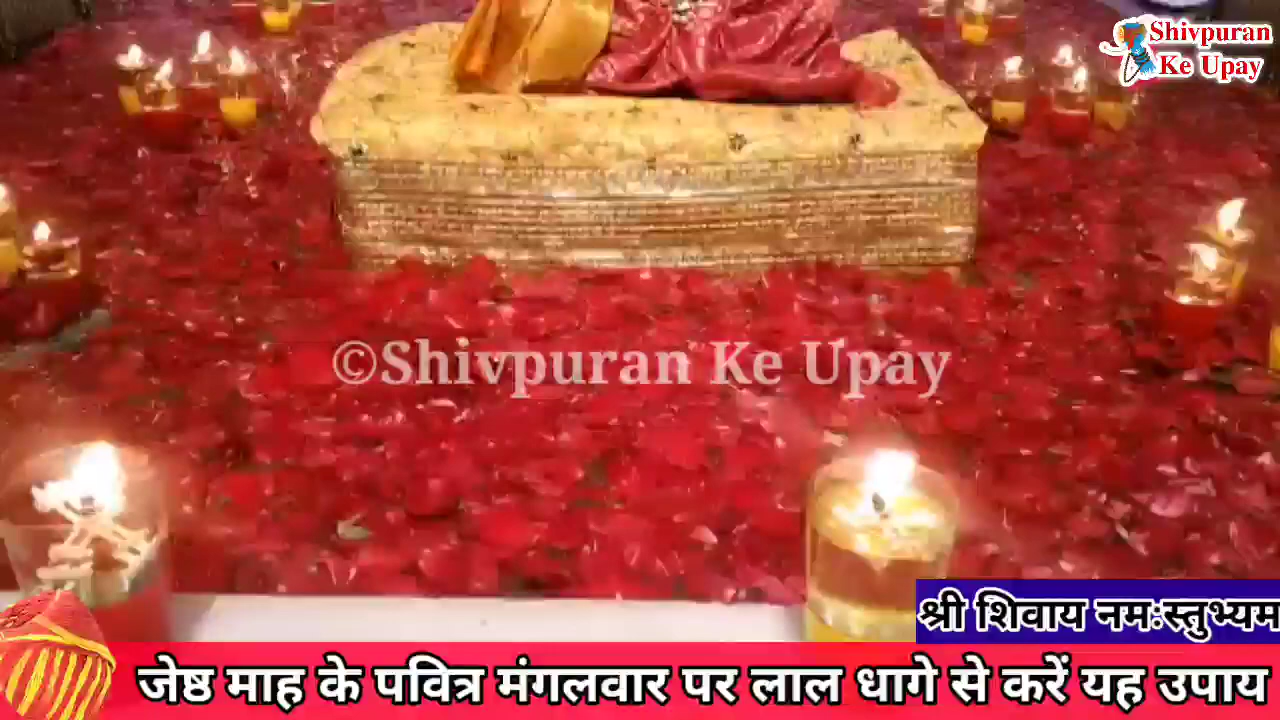 Shivpuran
Ke Upay
©Shivpuran Ke Upay
श्री शिवाय नमःस्तुभ्यम
जेष्ठ माह के पवित्र मंगलवार पर लाल धागे से करें यह उपाय